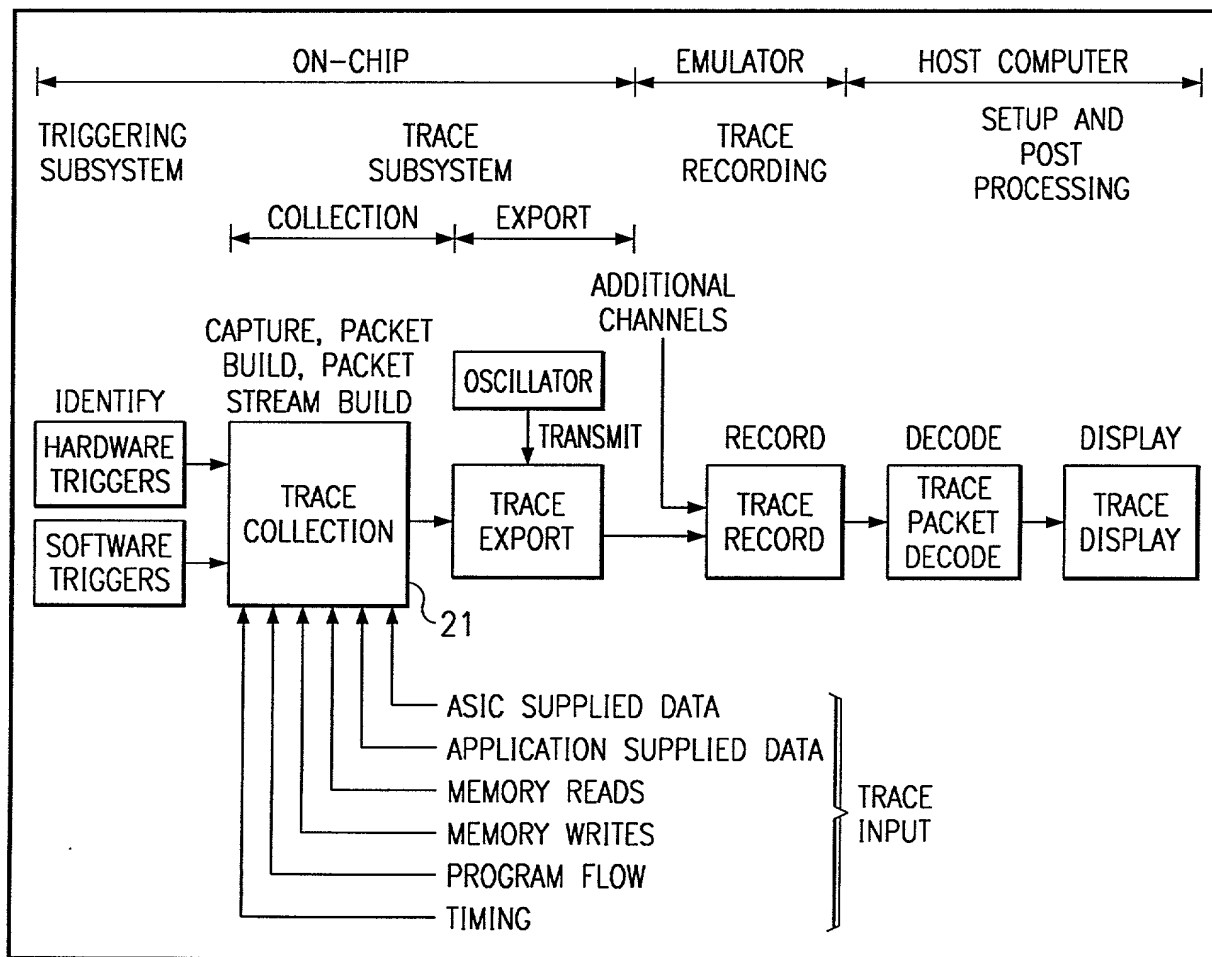 ON-CHIP
EMULATOR
HOST COMPUTER
TRIGGERING
SUBSYSTEM
TRACE
SUBSYSTEM
TRACE
RECORDING
SETUP AND
POST
PROCESSING
COLLECTION
EXPORT
ADDITIONAL
CHANNELS
CAPTURE, PACKET
BUILD, PACKET
STREAM BUILD
OSCILLATOR
IDENTIFY
TRANSMIT
RECORD
DECODE
DISPLAY
HARDWARE
TRIGGERS
SOFTWARE
TRIGGERS
TRACE
COLLECTION
TRACE
EXPORT
TRACE
RECORD
TRACE
PACKET
DECODE
TRACE
DISPLAY
21
ASIC SUPPLIED DATA
APPLICATION SUPPLIED DATA
MEMORY READS
MEMORY WRITES
PROGRAM FLOW
TIMING
TRACE
INPUT